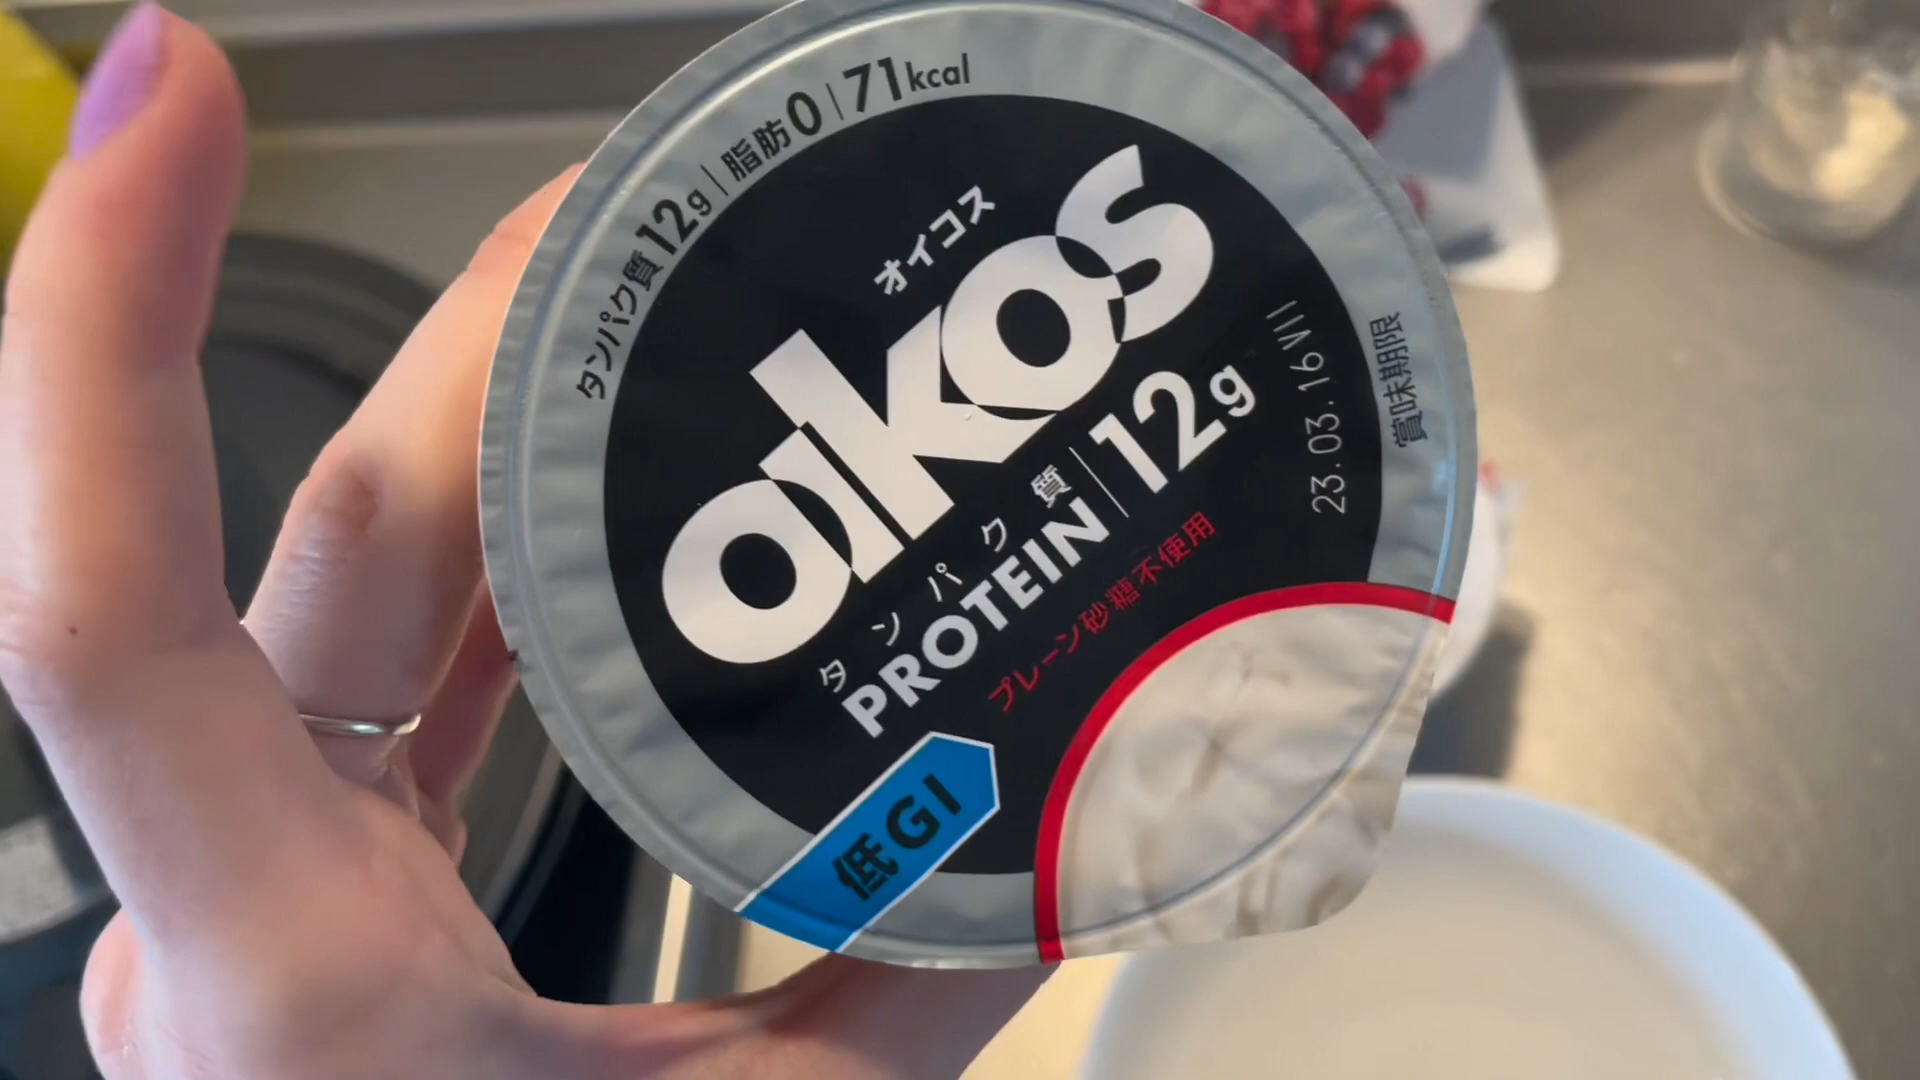 タンパク質12g|脂肪0|71kcal
オイコス
oikos
タンパク質
PROTEIN|12g
プレーン砂糖不使用
23.03.16VII
賞味期限
低GI